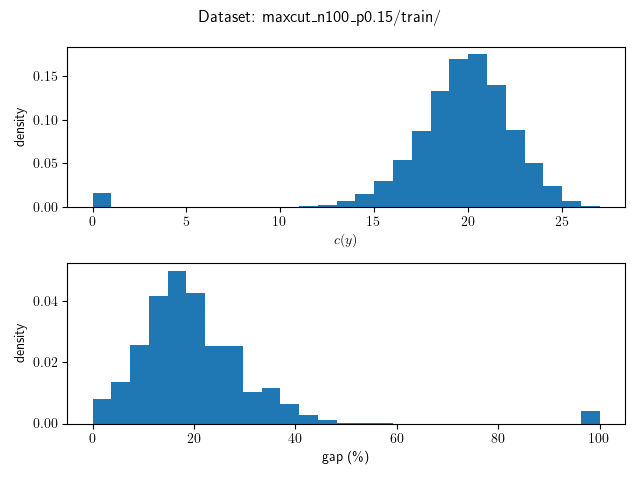 Dataset: maxcut_n100_p0.15/train/
0.15
0.10
0.05
0.00
density
0 5 10 15 20 25
c(y)
0.04
0.02
0.00
density
0 20 40 60 80 100
gap (%)